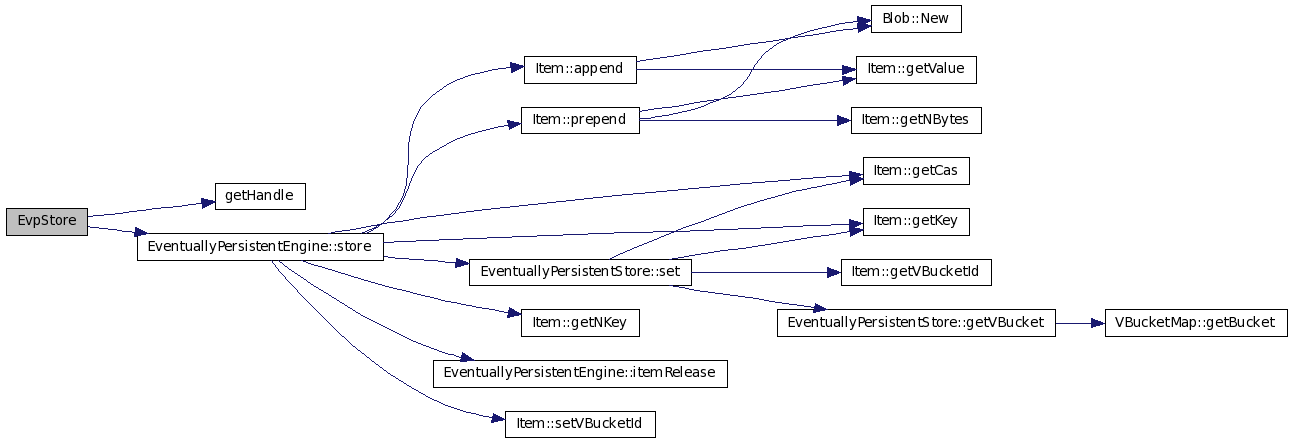 Blob::New
Item::append
Item::getValue
Item::prepend
Item::getNBytes
Item::getCas
getHandle
EvpStore
Item::getKey
EventuallyPersistentEngine::store
EventuallyPersistentStore::set
Item::getVBucketId
Item::getNKey
EventuallyPersistentStore::getVBucket
VBucketMap::getBucket
EventuallyPersistentEngine::itemRelease
Item::setVBucketId